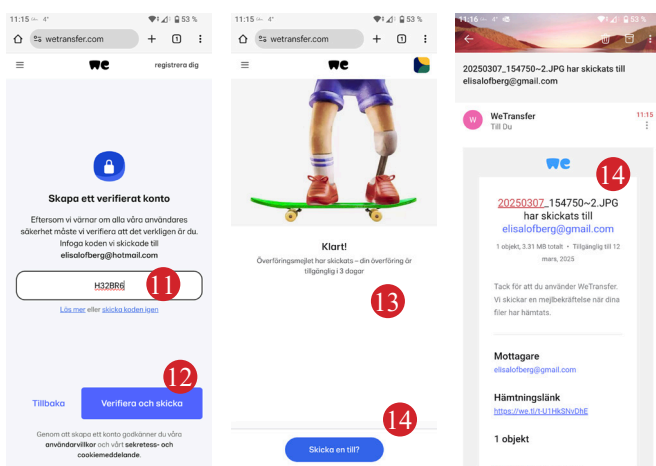 11:15 4° 53 %
wetransfer.com 1
we registrera dig
Skapa ett verifierat konto
Eftersom vi värnar om alla våra användares
säkerhet måste vi verifiera att det verkligen är du.
Infoga koden vi skickade till
elisalofberg@hotmail.com
H32BR6
11
Läs mer eller skicka koden igen
12
Tillbaka Verifiera och skicka
Genom att skapa ett konto godkänner du våra
användarvillkor och vårt sekretess- och
cookiemeddelande.
11:15 4° 53 %
wetransfer.com 1
we
Klart!
Överföringsmejlet har skickats – din överföring är
tillgänglig i 3 dagar
13
14
Skicka en till?
11:16 4° 53 %
20250307_154750~2.JPG har skickats till
elisalofberg@gmail.com
W WeTransfer 11:15
Till Du
we
14
20250307_154750~2.JPG
har skickats till
elisalofberg@gmail.com
1 objekt, 3.31 MB totalt • Tillgänglig till 12
mars, 2025
Tack för att du använder WeTransfer.
Vi skickar en mejlbekräftelse när dina
filer har hämtats.
Mottagare
elisalofberg@gmail.com
Hämtningslänk
https://we.tl/t-U1HkSNvDhE
1 objekt